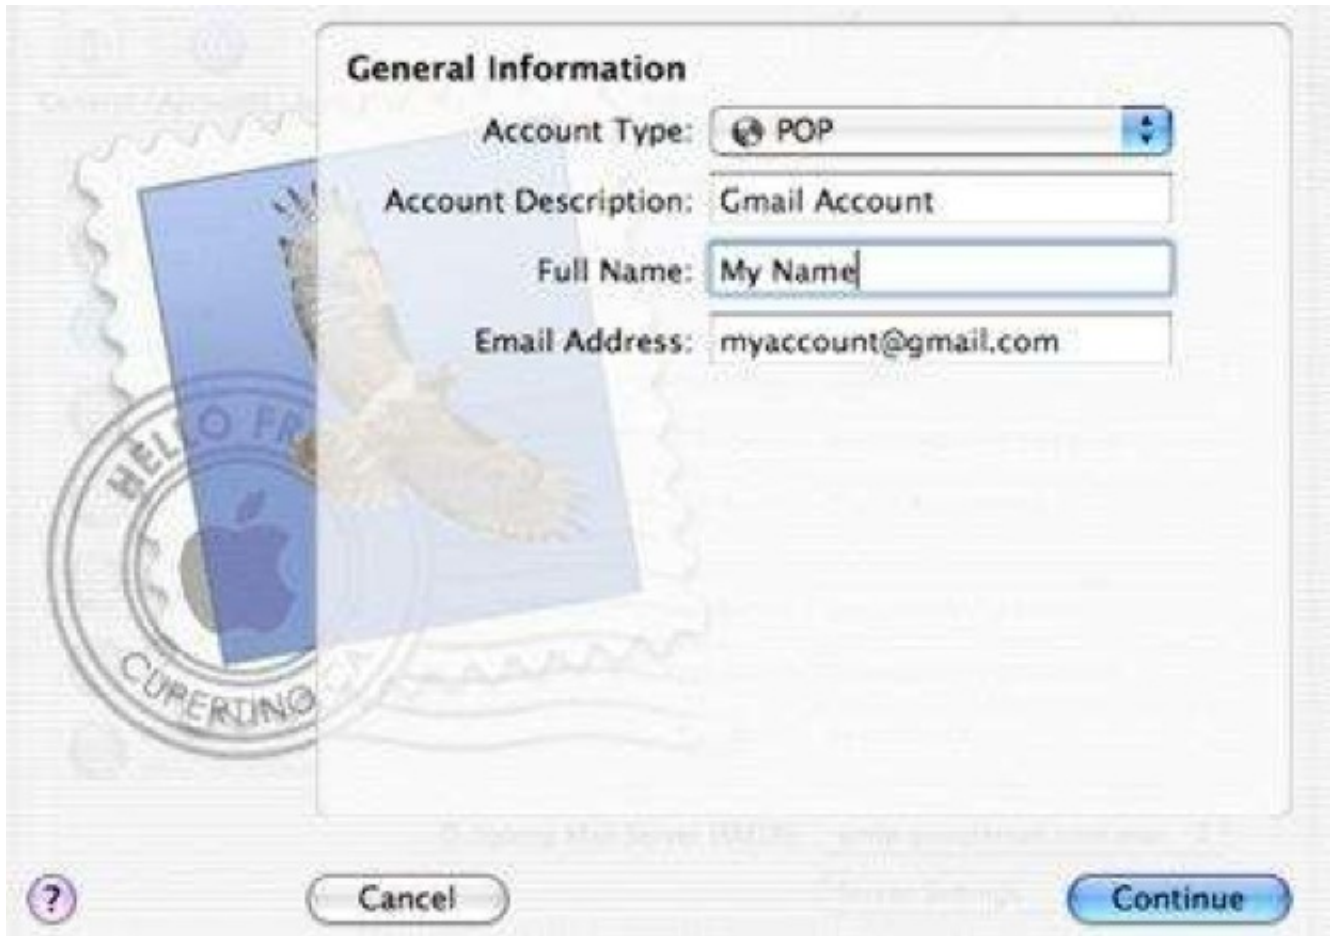 General Information
Account Type: POP
Account Description: Gmail Account
Full Name: My Name
Email Address: myaccount@gmail.com
HELLO FR
CUPERTINO
? Cancel Continue